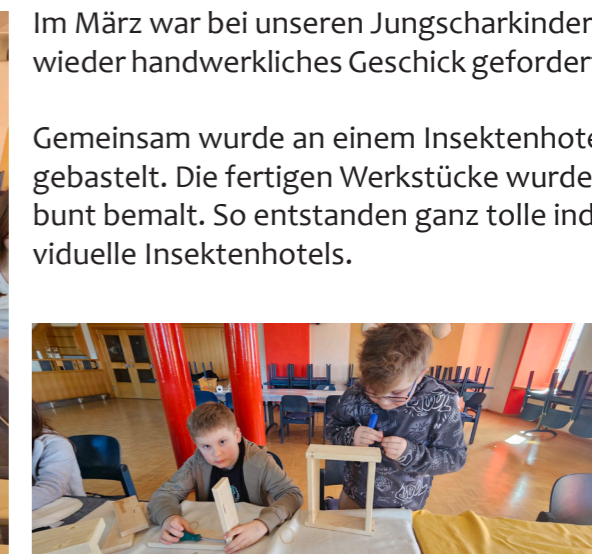 Im März war bei unseren Jungscharkinder
wieder handwerkliches Geschick geforder
Gemeinsam wurde an einem Insektenhote
gebastelt. Die fertigen Werkstücke wurde
bunt bemalt. So entstanden ganz tolle ind
viduelle Insektenhotels.